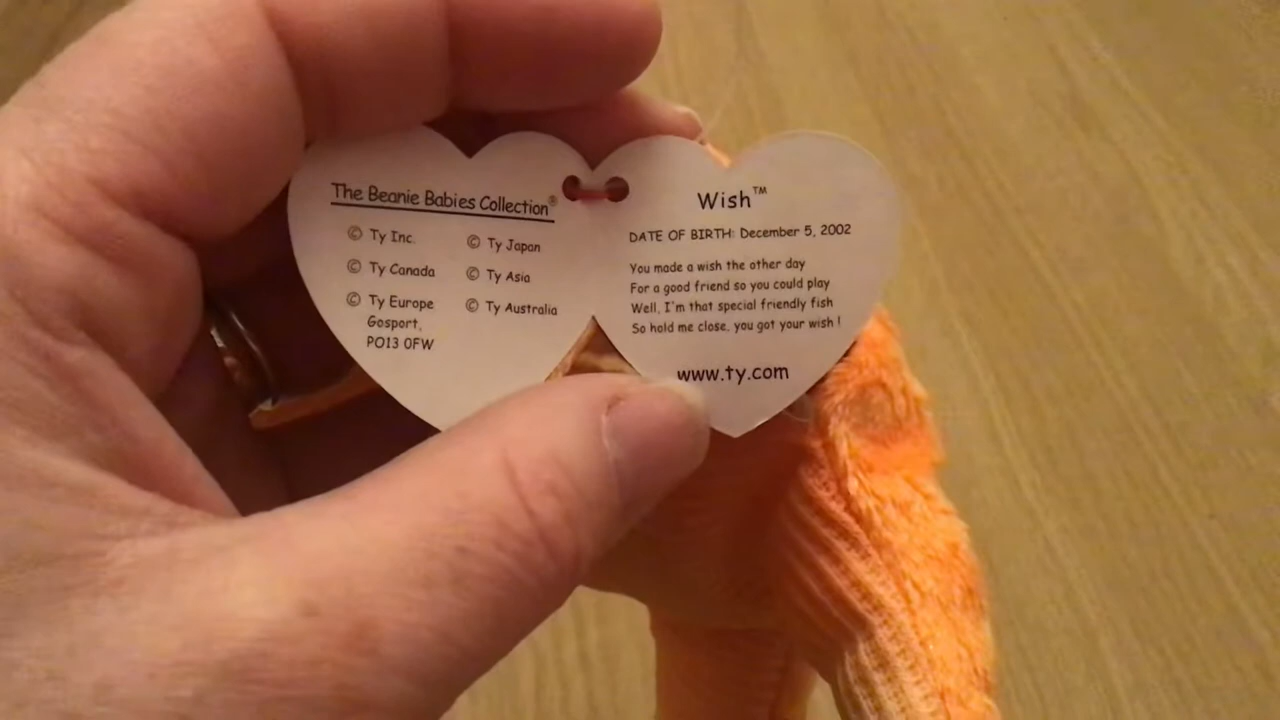 The Beanie Babies Collection®
© Ty Inc.
© Ty Canada
© Ty Europe
Gosport,
PO13 0FW
© Ty Japan
© Ty Asia
© Ty Australia
Wish™
DATE OF BIRTH: December 5, 2002
You made a wish the other day
For a good friend so you could play
Well, I'm that special friendly fish
So hold me close, you got your wish !
www.ty.com